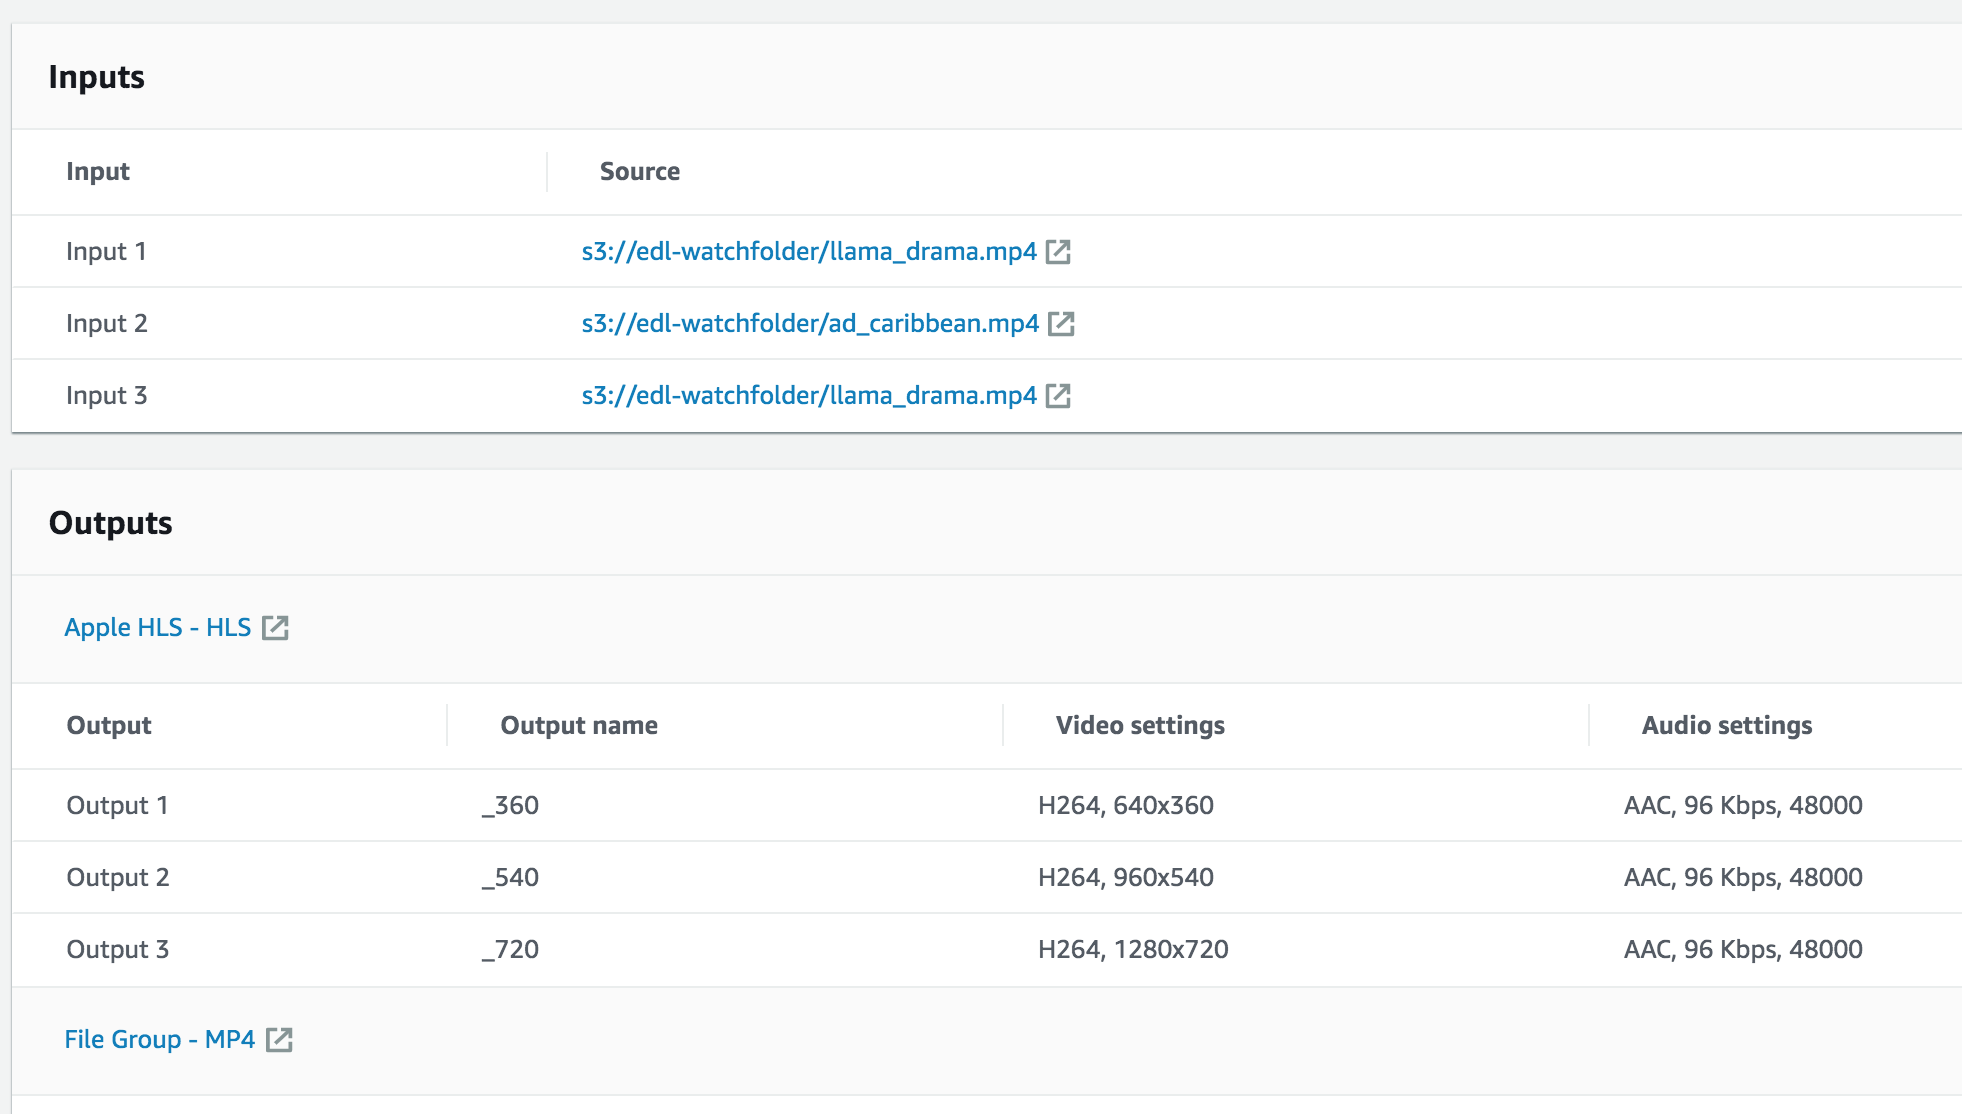 Inputs
Input Source
Input 1 s3://edl-watchfolder/llama_drama.mp4
Input 2 s3://edl-watchfolder/ad_caribbean.mp4
Input 3 s3://edl-watchfolder/llama_drama.mp4
Outputs
Apple HLS - HLS
Output Output name Video settings Audio settings
Output 1 _360 H264, 640x360 AAC, 96 Kbps, 48000
Output 2 _540 H264, 960x540 AAC, 96 Kbps, 48000
Output 3 _720 H264, 1280x720 AAC, 96 Kbps, 48000
File Group - MP4